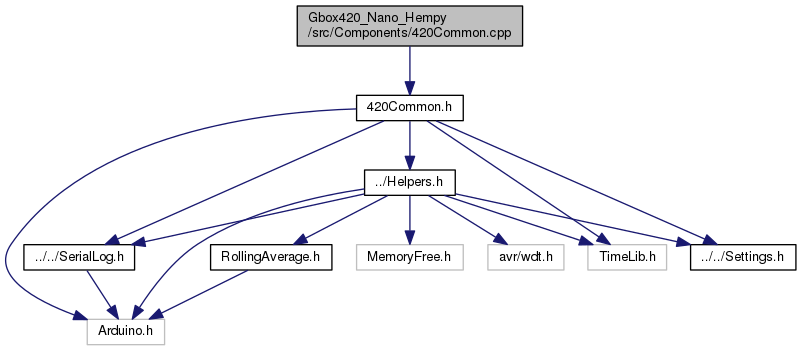 Gbox420_Nano_Hempy
/src/Components/420Common.cpp
420Common.h
../Helpers.h
../../SerialLog.h
RollingAverage.h
MemoryFree.h
avr/wdt.h
TimeLib.h
../../Settings.h
Arduino.h